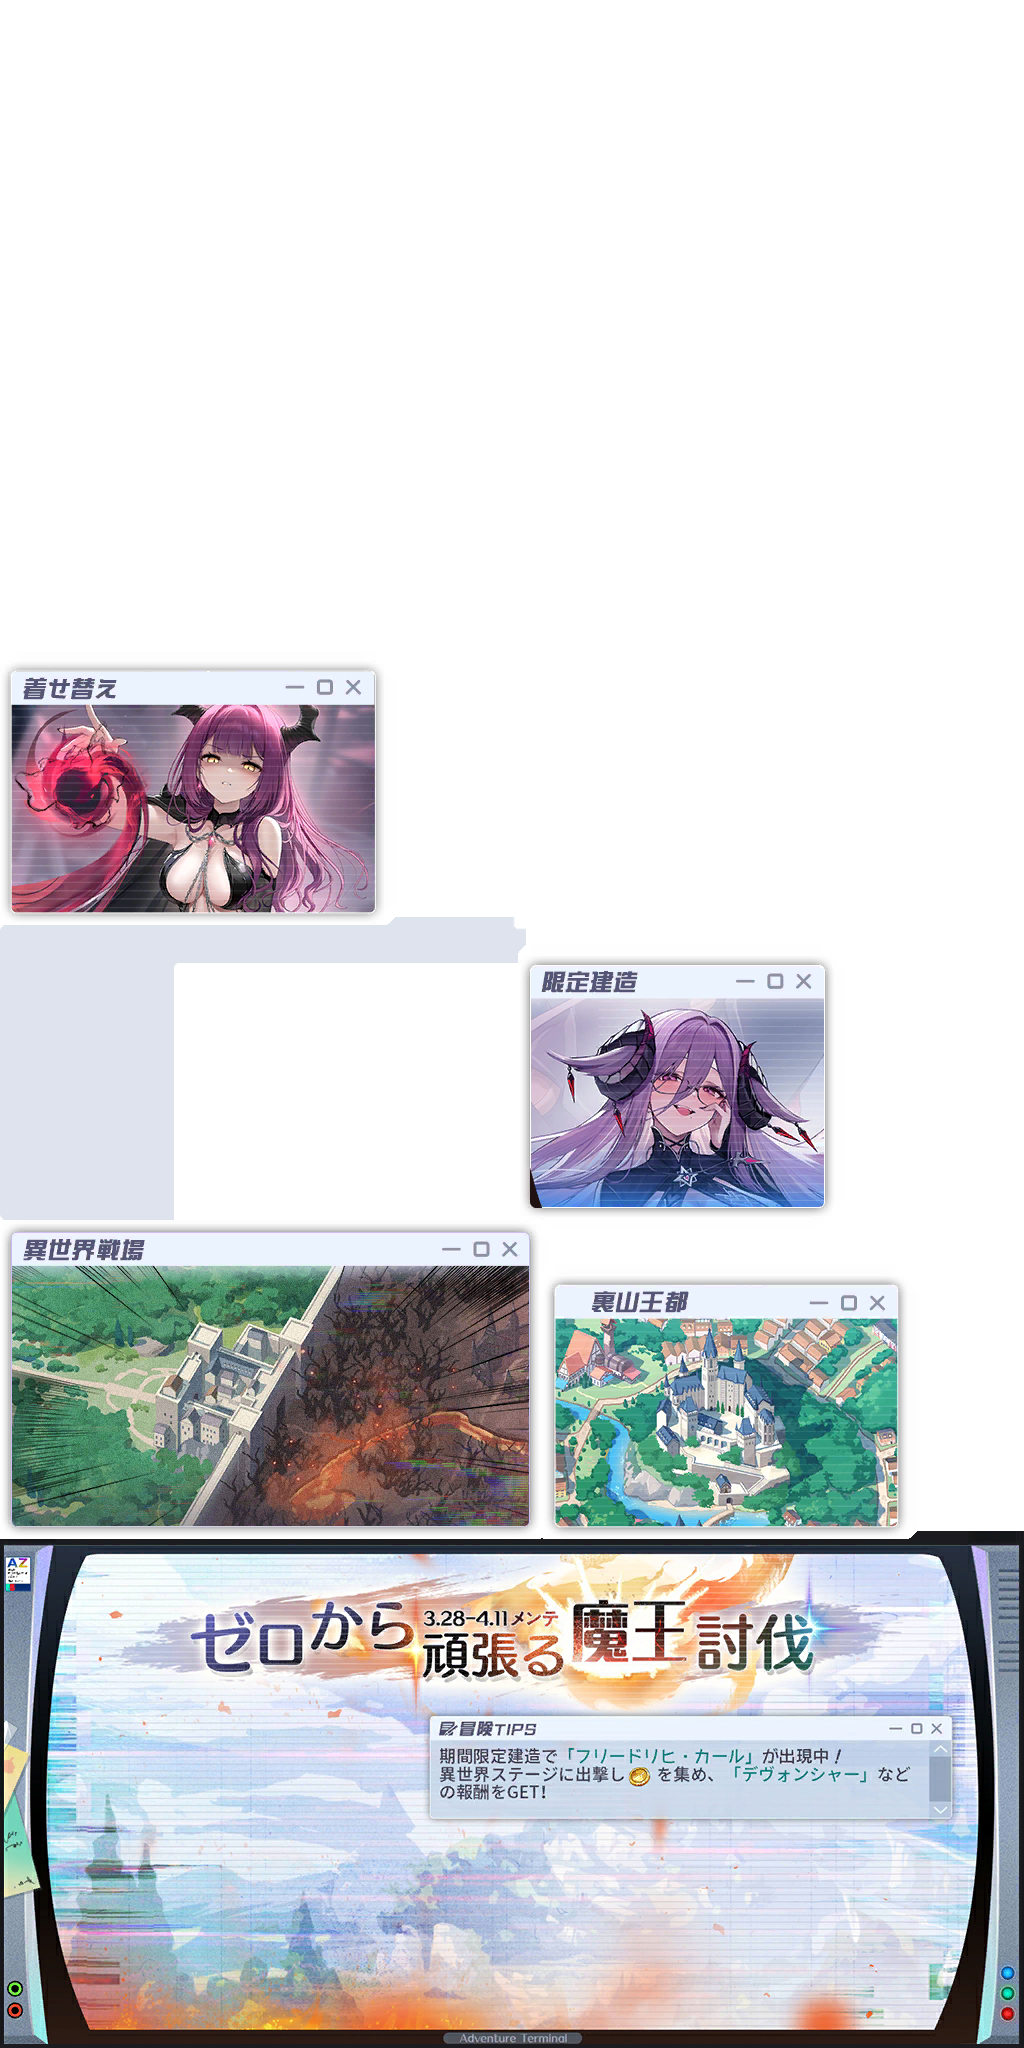 着せ替え
限定建造
異世界戦場
裏山王都
AZ
ゼロから
3.28-4.11メンテ
頑張る
魔王討伐
冒険TIPS
期間限定建造で「フリードリヒ・カール」が出現中！
異世界ステージに出撃し を集め、「デヴォンシャー」など
の報酬をGET!
Adventure Terminal